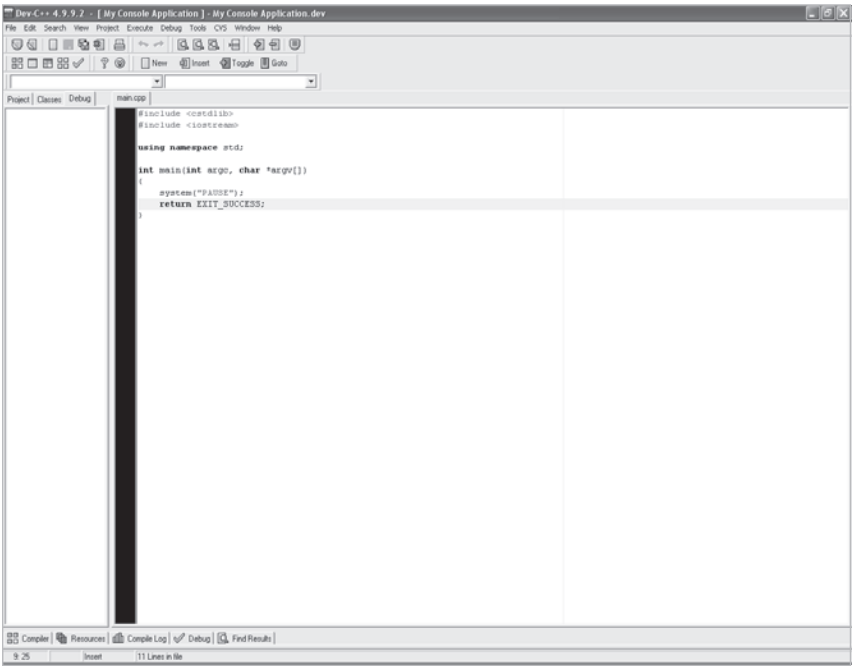 Dev-C++ 4.9.9.2 - [ My Console Application ] - My Console Application.dev
File Edit Search View Project Execute Debug Tools CVS Window Help
New Insert Toggle Goto
Project Classes Debug main.cpp
#include <cstdlib>
#include <iostream>
using namespace std;
int main(int argc, char *argv[])
{
system("PAUSE");
return EXIT_SUCCESS;
}
Compiler Resources Compile Log Debug Find Results
9: 25 Insert 11 Lines in file